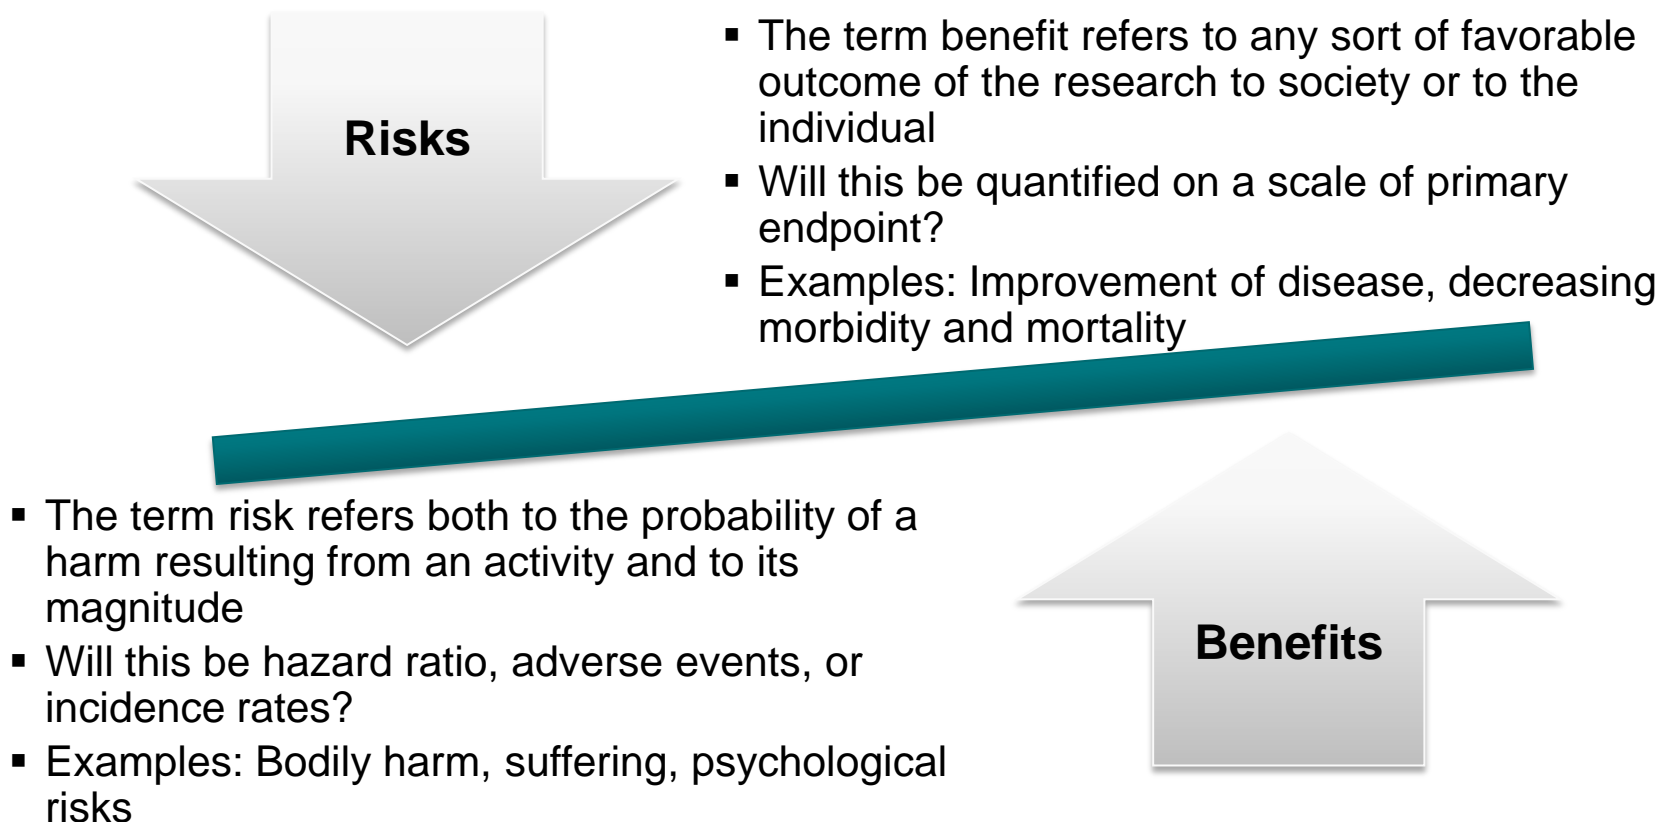 Risks
▪ The term benefit refers to any sort of favorable
outcome of the research to society or to the
individual
▪ Will this be quantified on a scale of primary
endpoint?
▪ Examples: Improvement of disease, decreasing
morbidity and mortality
▪ The term risk refers both to the probability of a
harm resulting from an activity and to its
magnitude
▪ Will this be hazard ratio, adverse events, or
incidence rates?
▪ Examples: Bodily harm, suffering, psychological
risks
Benefits